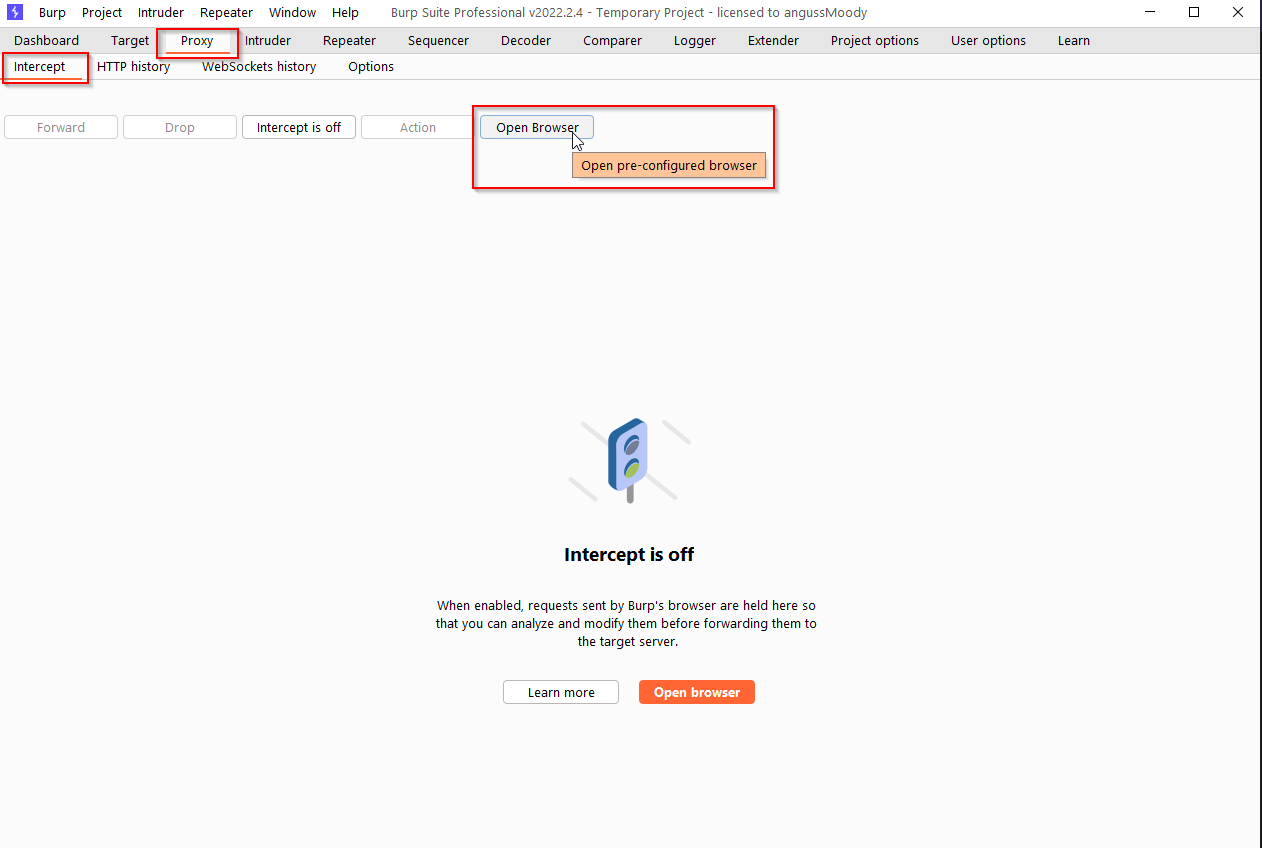 Burp Project Intruder Repeater Window Help Burp Suite Professional v2022.2.4 - Temporary Project - licensed to angussMoody
Dashboard Target Proxy Intruder Repeater Sequencer Decoder Comparer Logger Extender Project options User options Learn
Intercept HTTP history WebSockets history Options
Forward Drop Intercept is off Action Open Browser
Open pre-configured browser
Intercept is off
When enabled, requests sent by Burp's browser are held here so
that you can analyze and modify them before forwarding them to
the target server.
Learn more Open browser